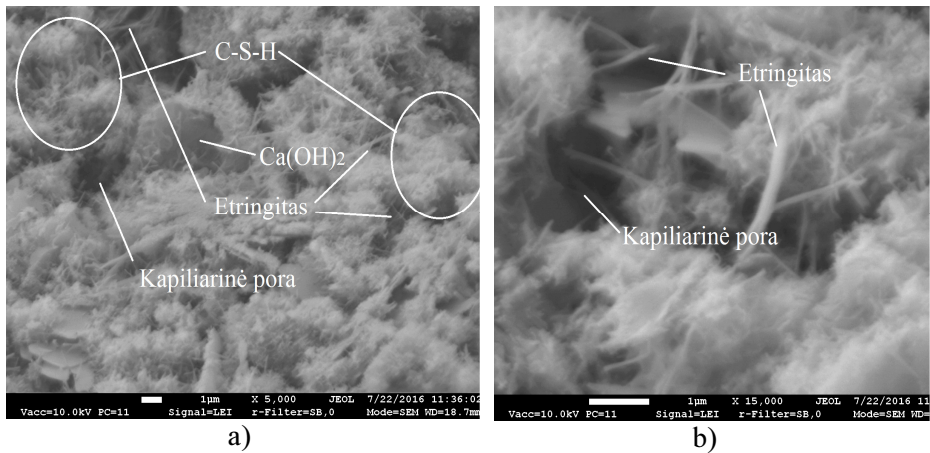 C-S-H
Ca(OH)2
Etringitas
Kapiliarinė pora
1µm X 5,000 JEOL 7/22/2016 11:36:02
Vacc=10.0kV PC=11 Signal=LEI r-Filter=SB,0 Mode=SEM WD=18.7mm
a)
Etringitas
Kapiliarinė pora
1µm X 15,000 JEOL 7/22/2016 11
Vacc=10.0kV PC=11 Signal=LEI r-Filter=SB,0 Mode=SEM WD=
b)